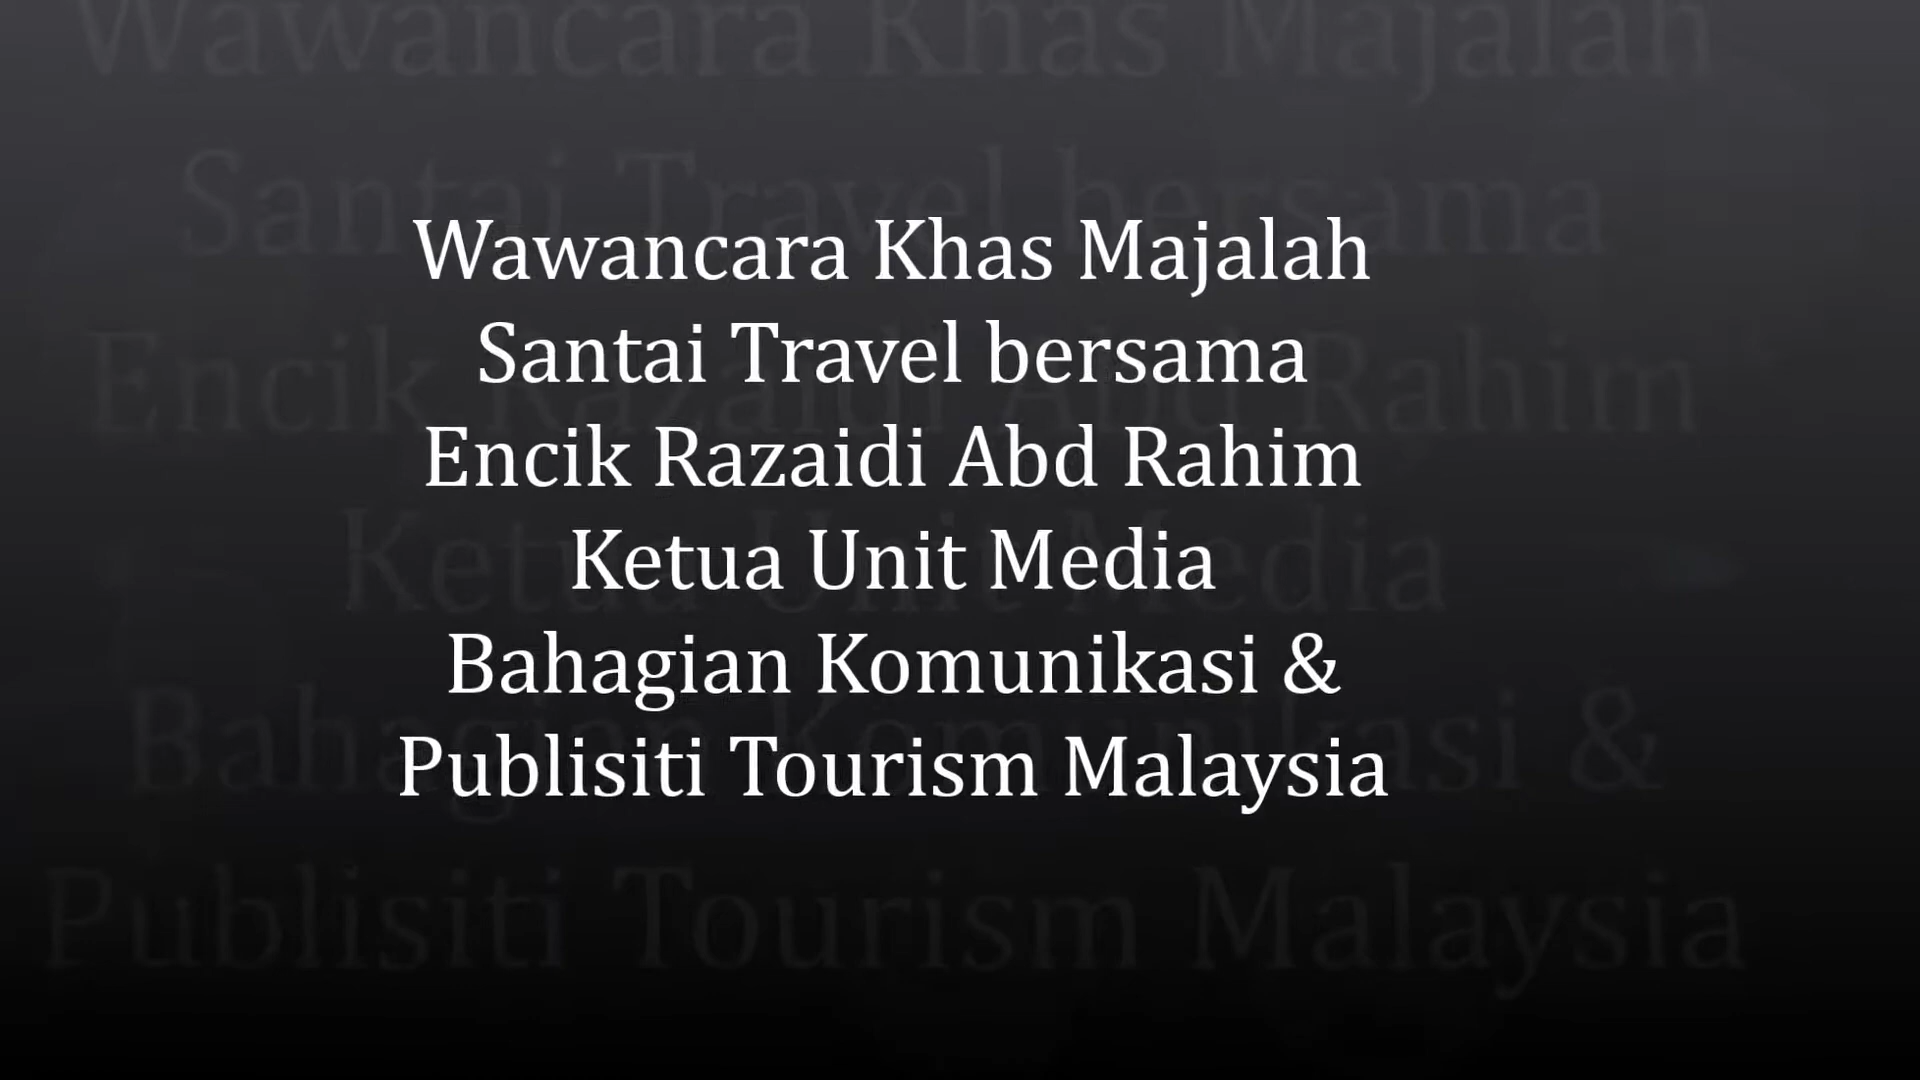 Wawancara Khas Majalah
Santai Travel bersama
Encik Razaidi Abd Rahim
Ketua Unit Media
Bahagian Komunikasi &
Publisiti Tourism Malaysia